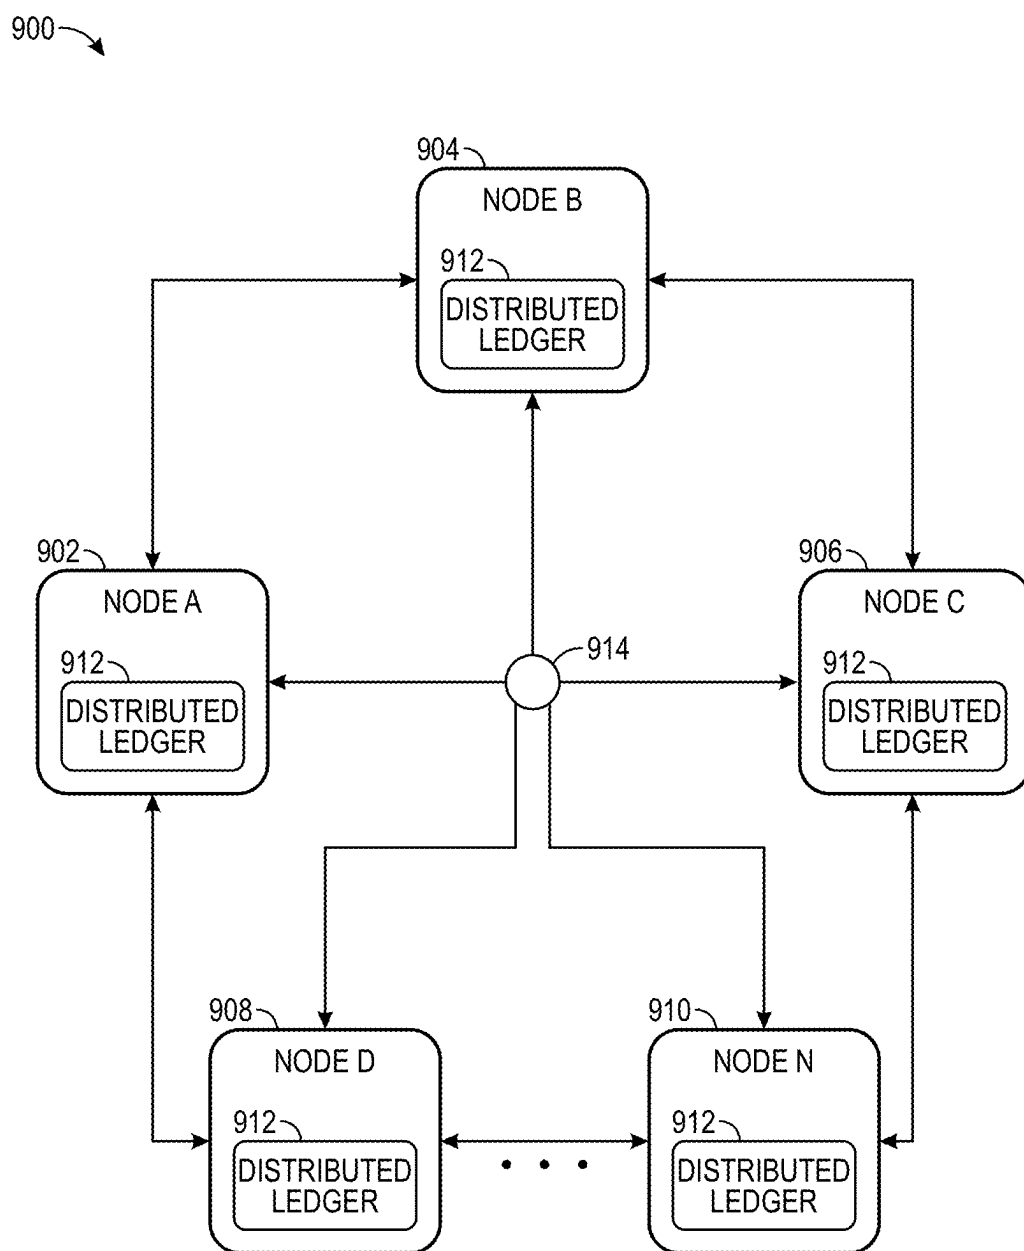 900
904
NODE B
912
DISTRIBUTED
LEDGER
902
NODE A
912
DISTRIBUTED
LEDGER
914
906
NODE C
912
DISTRIBUTED
LEDGER
908
NODE D
912
DISTRIBUTED
LEDGER
• • •
910
NODE N
912
DISTRIBUTED
LEDGER